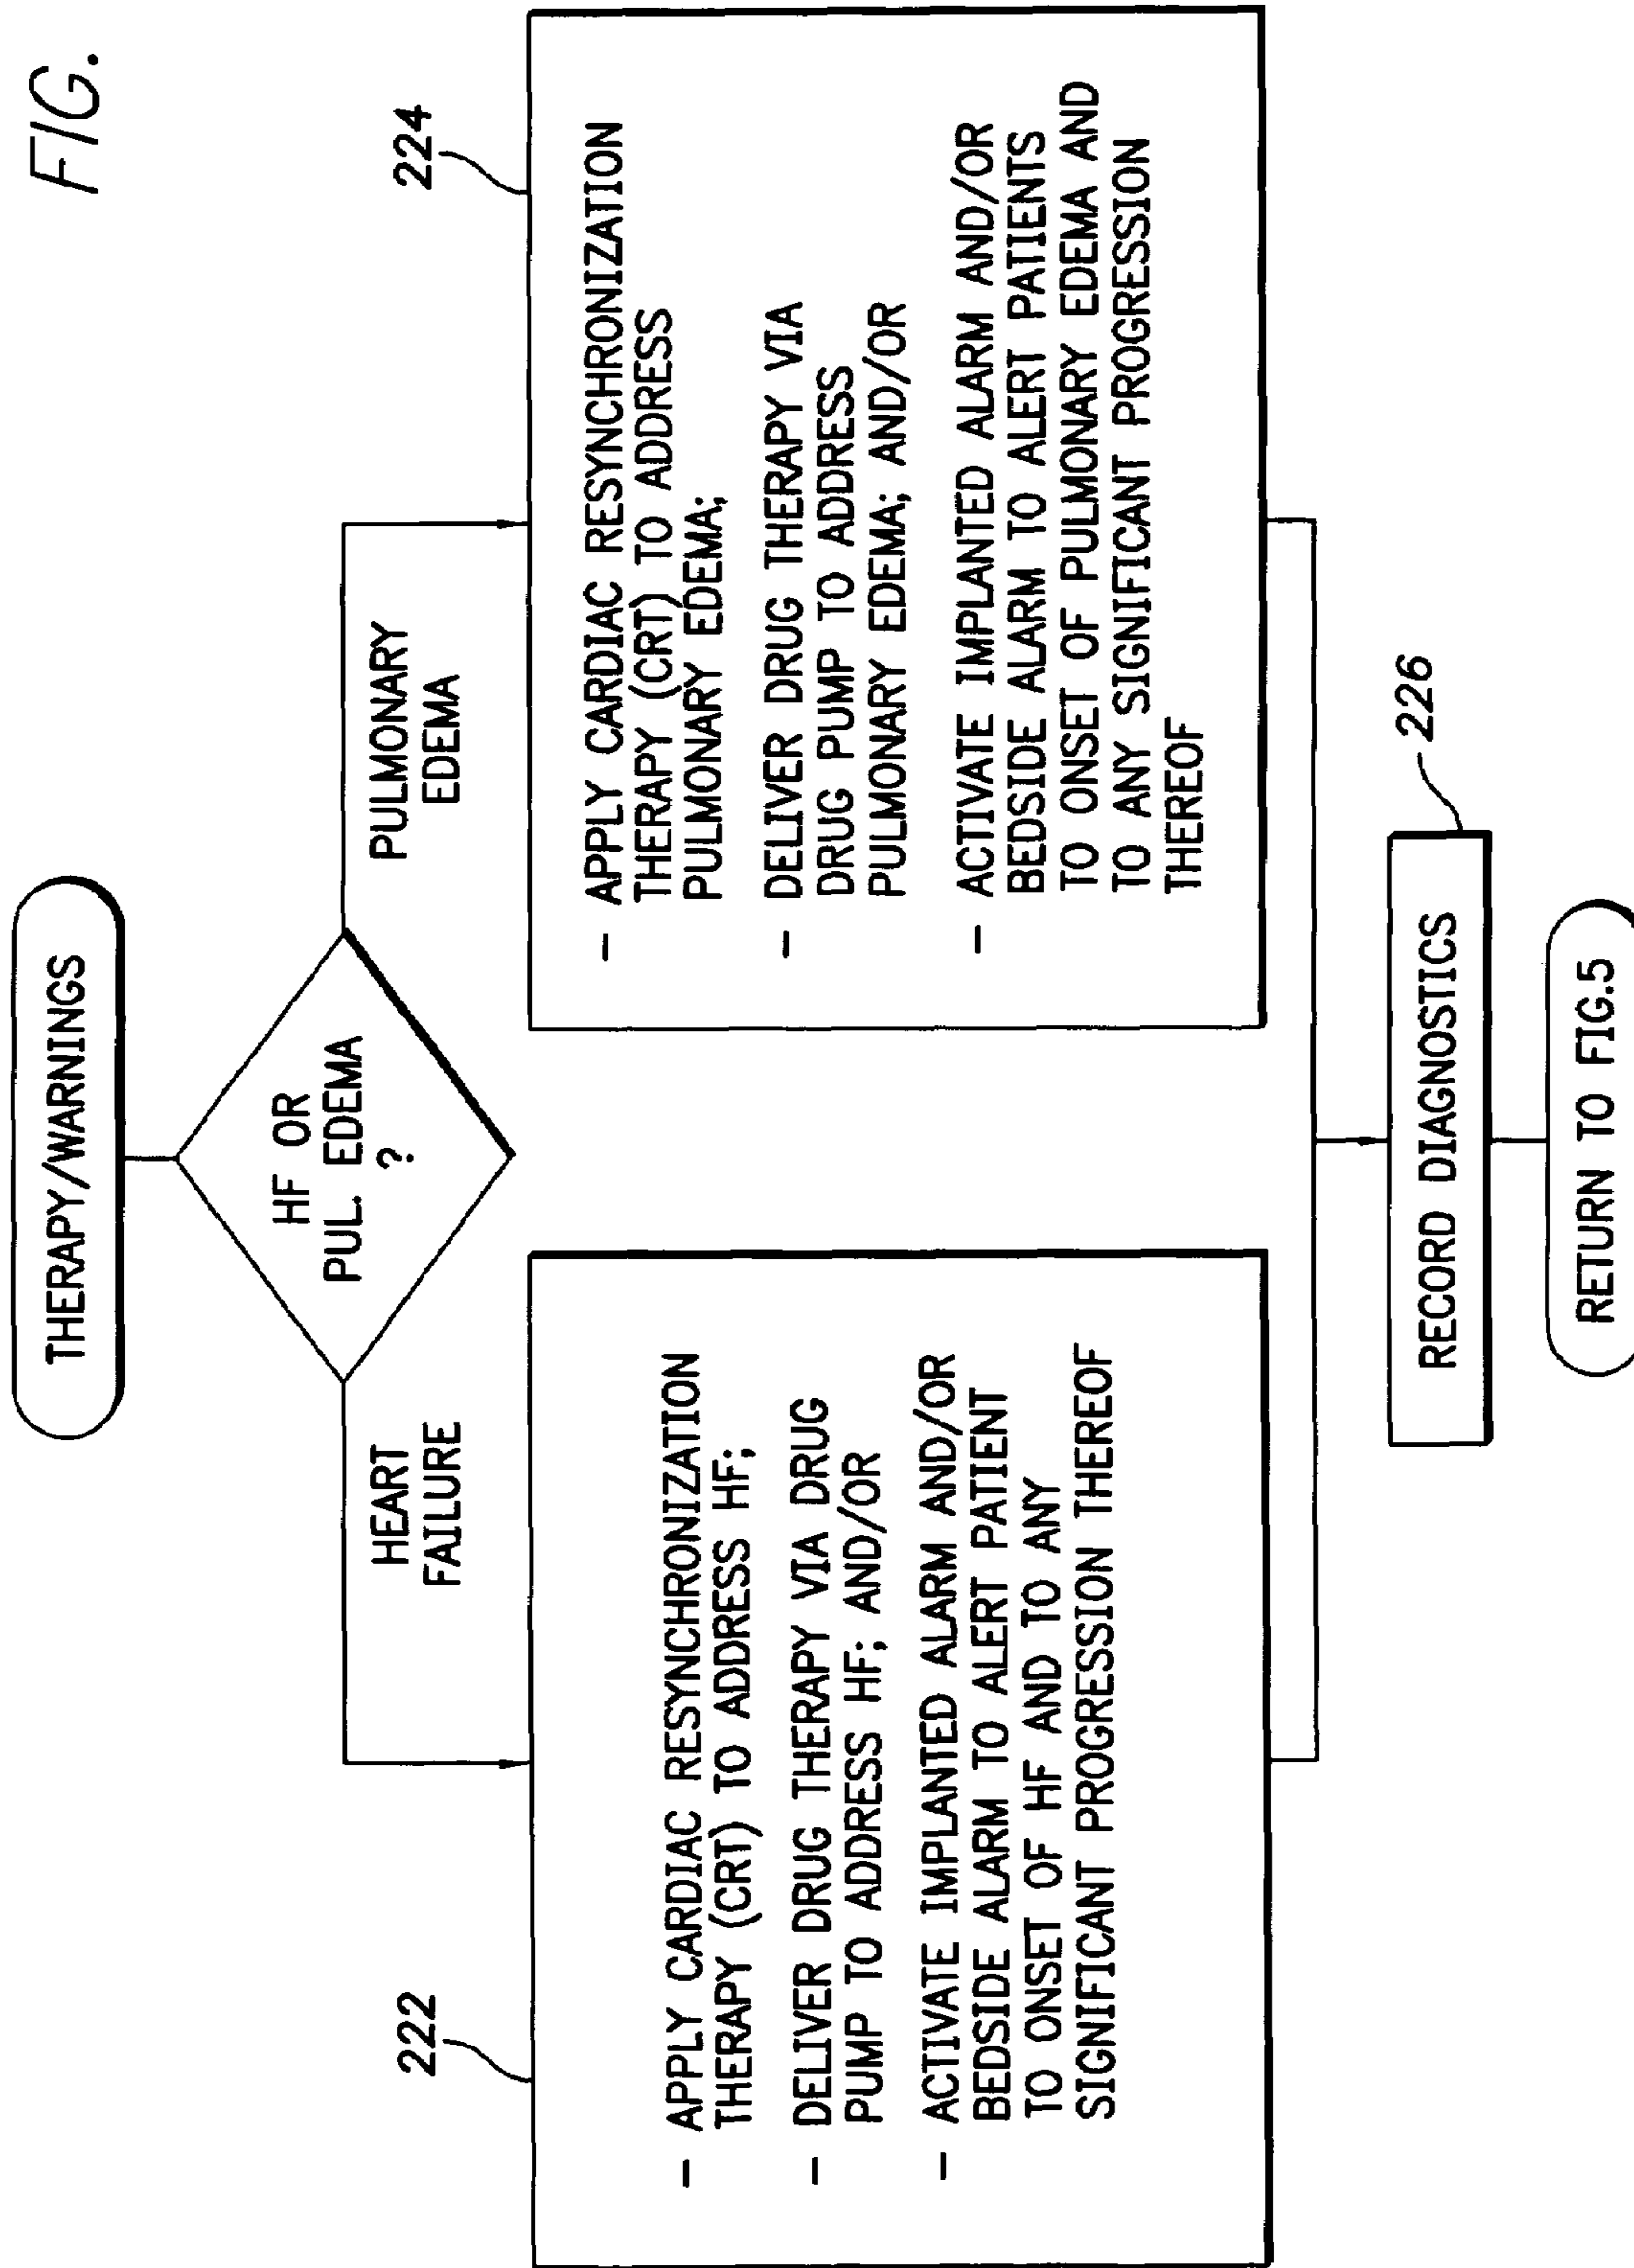 FIG.
THERAPY/WARNINGS
HF OR
PUL. EDEMA
?
HEART
FAILURE
PULMONARY
EDEMA
222
- APPLY CARDIAC RESYNCHRONIZATION
THERAPY (CRT) TO ADDRESS HF;
- DELIVER DRUG THERAPY VIA DRUG
PUMP TO ADDRESS HF; AND/OR
- ACTIVATE IMPLANTED ALARM AND/OR
BEDSIDE ALARM TO ALERT PATIENT
TO ONSET OF HF AND TO ANY
SIGNIFICANT PROGRESSION THEREOF
224
- APPLY CARDIAC RESYNCHRONIZATION
THERAPY (CRT) TO ADDRESS
PULMONARY EDEMA;
- DELIVER DRUG THERAPY VIA
DRUG PUMP TO ADDRESS
PULMONARY EDEMA; AND/OR
- ACTIVATE IMPLANTED ALARM AND/OR
BEDSIDE ALARM TO ALERT PATIENTS
TO ONSET OF PULMONARY EDEMA AND
TO ANY SIGNIFICANT PROGRESSION
THEREOF
RECORD DIAGNOSTICS
226
RETURN TO FIG.5